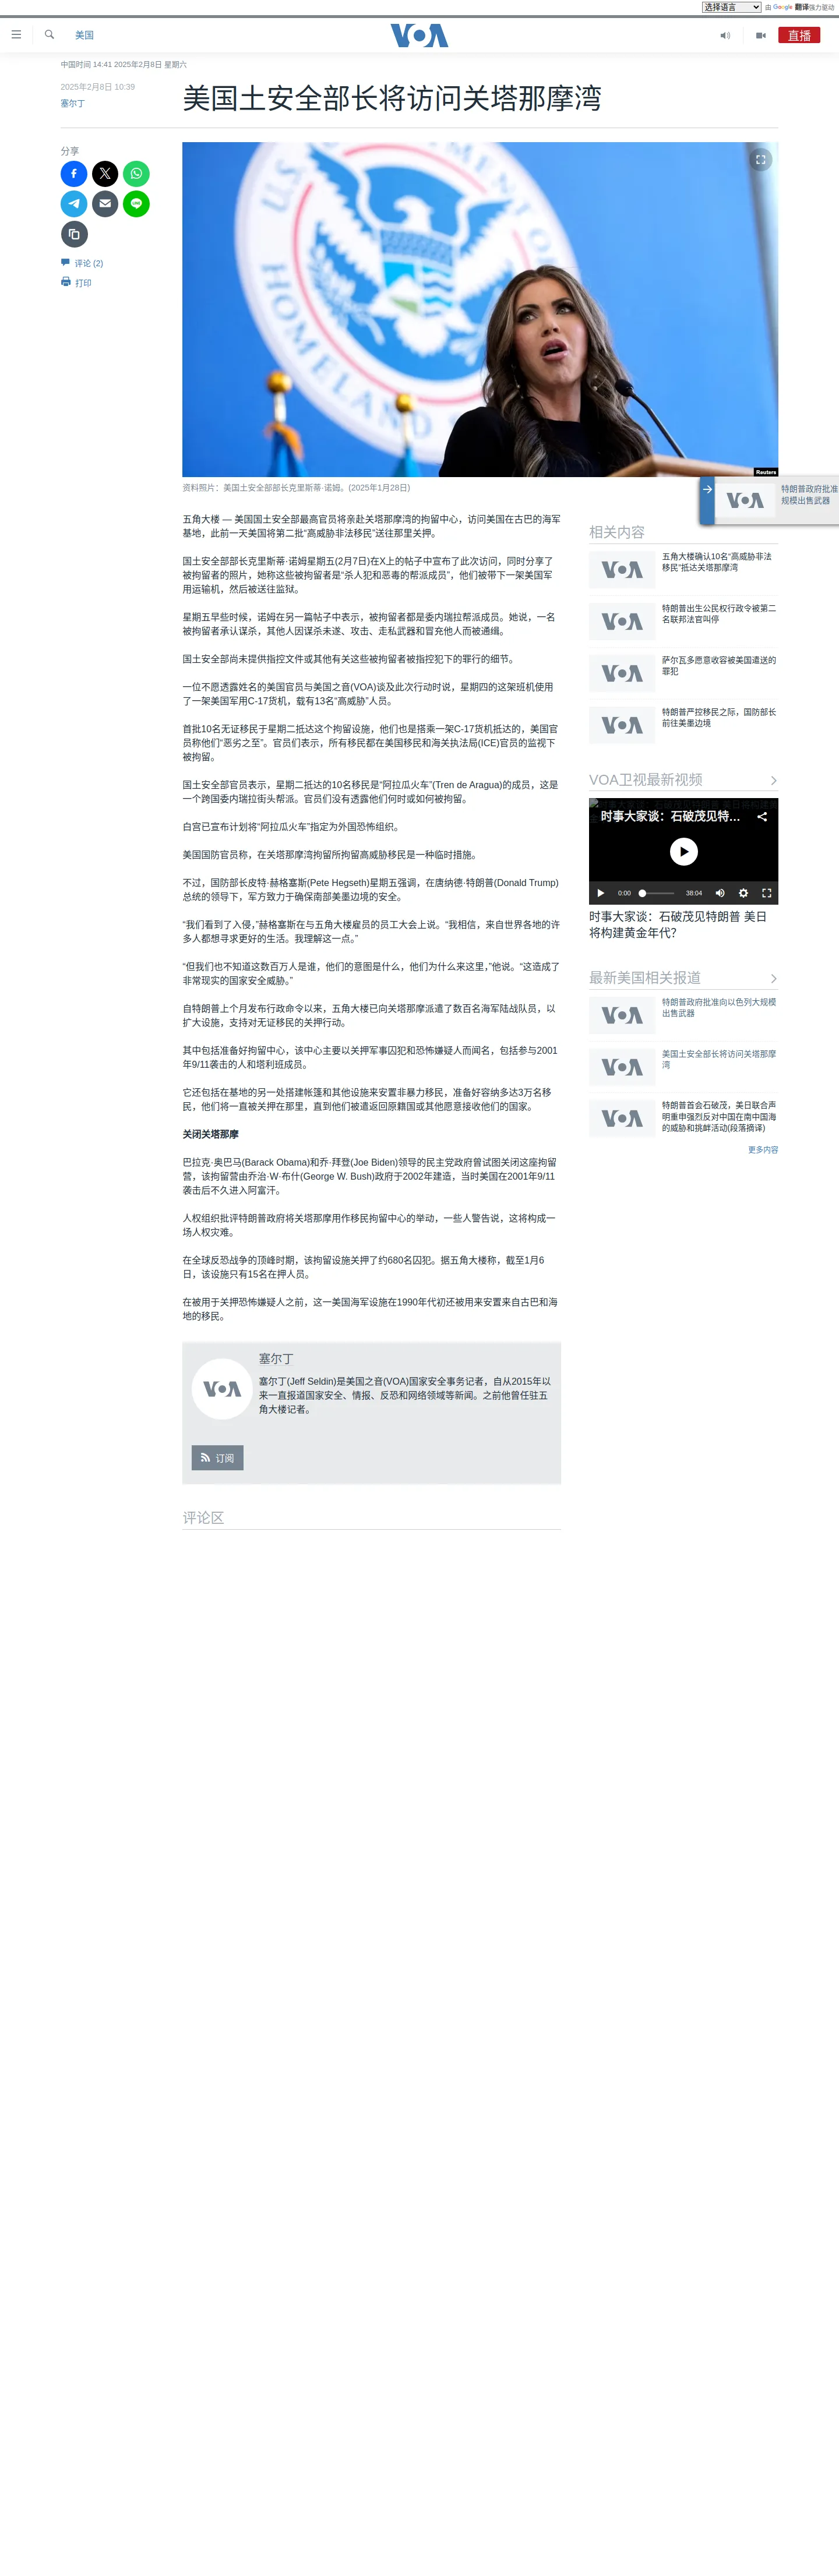 选择语言 由 Google 翻译强力驱动
美国
VOA
直播
中国时间 14:41 2025年2月8日 星期六
2025年2月8日 10:39
塞尔丁
美国土安全部长将访问关塔那摩湾
分享
评论 (2)
打印
HOMELAND
Reuters
资料照片：美国土安全部部长克里斯蒂·诺姆。(2025年1月28日)
特朗普政府批准
规模出售武器
五角大楼 — 美国国土安全部最高官员将亲赴关塔那摩湾的拘留中心，访问美国在古巴的海军
基地，此前一天美国将第二批“高威胁非法移民”送往那里关押。
国土安全部部长克里斯蒂·诺姆星期五(2月7日)在X上的帖子中宣布了此次访问，同时分享了
被拘留者的照片，她称这些被拘留者是“杀人犯和恶毒的帮派成员”，他们被带下一架美国军
用运输机，然后被送往监狱。
星期五早些时候，诺姆在另一篇帖子中表示，被拘留者都是委内瑞拉帮派成员。她说，一名
被拘留者承认谋杀，其他人因谋杀未遂、攻击、走私武器和冒充他人而被通缉。
国土安全部尚未提供指控文件或其他有关这些被拘留者被指控犯下的罪行的细节。
一位不愿透露姓名的美国官员与美国之音(VOA)谈及此次行动时说，星期四的这架班机使用
了一架美国军用C-17货机，载有13名“高威胁”人员。
首批10名无证移民于星期二抵达这个拘留设施，他们也是搭乘一架C-17货机抵达的，美国官
员称他们“恶劣之至”。官员们表示，所有移民都在美国移民和海关执法局(ICE)官员的监视下
被拘留。
国土安全部官员表示，星期二抵达的10名移民是“阿拉瓜火车”(Tren de Aragua)的成员，这是
一个跨国委内瑞拉街头帮派。官员们没有透露他们何时或如何被拘留。
白宫已宣布计划将“阿拉瓜火车”指定为外国恐怖组织。
美国国防官员称，在关塔那摩湾拘留所拘留高威胁移民是一种临时措施。
不过，国防部长皮特·赫格塞斯(Pete Hegseth)星期五强调，在唐纳德·特朗普(Donald Trump)
总统的领导下，军方致力于确保南部美墨边境的安全。
“我们看到了入侵，”赫格塞斯在与五角大楼雇员的员工大会上说。“我相信，来自世界各地的许
多人都想寻求更好的生活。我理解这一点。”
“但我们也不知道这数百万人是谁，他们的意图是什么，他们为什么来这里，”他说。“这造成了
非常现实的国家安全威胁。”
自特朗普上个月发布行政命令以来，五角大楼已向关塔那摩派遣了数百名海军陆战队员，以
扩大设施，支持对无证移民的关押行动。
其中包括准备好拘留中心，该中心主要以关押军事囚犯和恐怖嫌疑人而闻名，包括参与2001
年9/11袭击的人和塔利班成员。
它还包括在基地的另一处搭建帐篷和其他设施来安置非暴力移民，准备好容纳多达3万名移
民，他们将一直被关押在那里，直到他们被遣返回原籍国或其他愿意接收他们的国家。
关闭关塔那摩
巴拉克·奥巴马(Barack Obama)和乔·拜登(Joe Biden)领导的民主党政府曾试图关闭这座拘留
营，该拘留营由乔治·W·布什(George W. Bush)政府于2002年建造，当时美国在2001年9/11
袭击后不久进入阿富汗。
人权组织批评特朗普政府将关塔那摩用作移民拘留中心的举动，一些人警告说，这将构成一
场人权灾难。
在全球反恐战争的顶峰时期，该拘留设施关押了约680名囚犯。据五角大楼称，截至1月6
日，该设施只有15名在押人员。
在被用于关押恐怖嫌疑人之前，这一美国海军设施在1990年代初还被用来安置来自古巴和海
地的移民。
VOA
塞尔丁
塞尔丁(Jeff Seldin)是美国之音(VOA)国家安全事务记者，自从2015年以
来一直报道国家安全、情报、反恐和网络领域等新闻。之前他曾任驻五
角大楼记者。
订阅
评论区
相关内容
五角大楼确认10名“高威胁非法
移民”抵达关塔那摩湾
特朗普出生公民权行政令被第二
名联邦法官叫停
萨尔瓦多愿意收容被美国遣送的
罪犯
特朗普严控移民之际，国防部长
前往美墨边境
VOA卫视最新视频
时事大家谈：石破茂见特...
0:00 38:04
时事大家谈：石破茂见特朗普 美日
将构建黄金年代？
最新美国相关报道
特朗普政府批准向以色列大规模
出售武器
美国土安全部长将访问关塔那摩
湾
特朗普首会石破茂，美日联合声
明重申强烈反对中国在南中国海
的威胁和挑衅活动(段落摘译)
更多内容